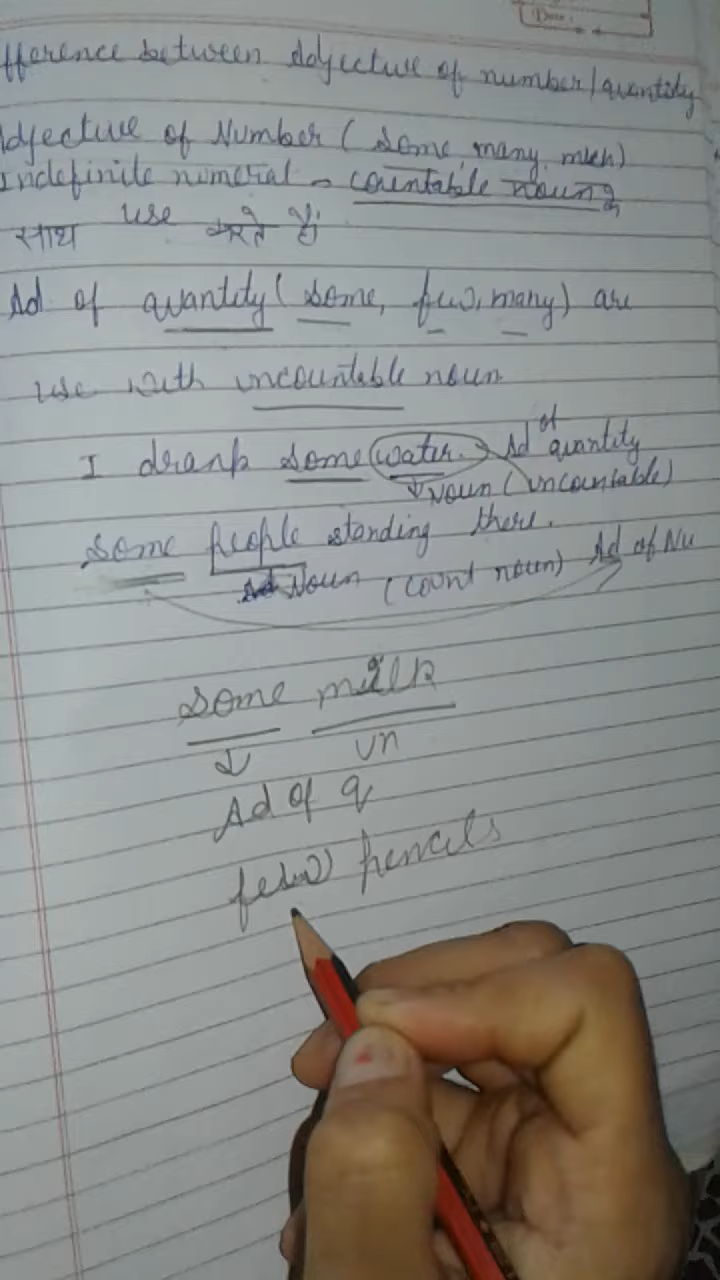 Date:
fference between Adjective of number/quantity
Adjective of Number (some, many, much)
Indefinite numeral → countable noun के
साथ use करते हैं।
Ad of quantity (some, few, many) are
use with uncountable noun
I drank some water. → Ad of quantity
Noun (uncountable)
Some people standing there.
Noun (count noun) Ad of Nu
Some milk
un
Ad of q
few pencils